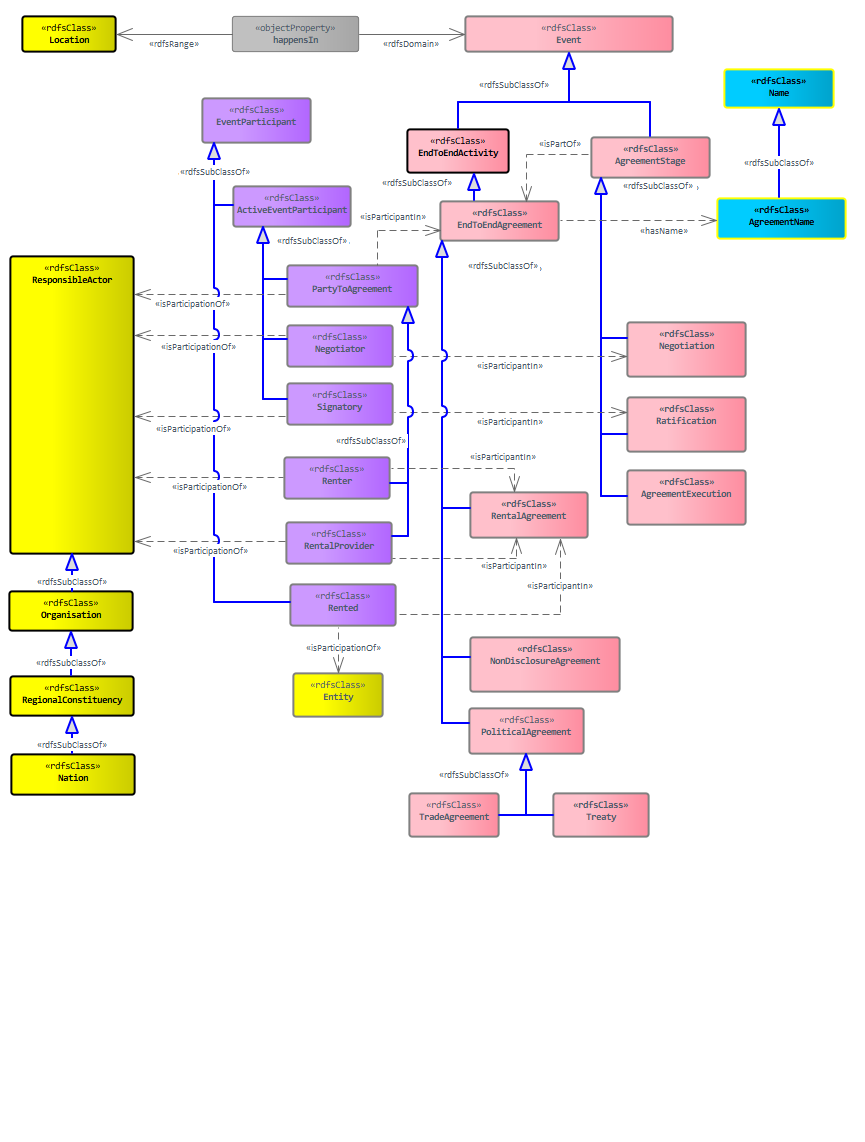 «rdfsClass»
Location
«rdfsRange»
«objectProperty»
happensIn
«rdfsDomain»
«rdfsClass»
Event
«rdfsSubClassOf»
«rdfsClass»
Name
«rdfsClass»
EventParticipant
«rdfsClass»
EndToEndActivity
«isPartOf»
«rdfsClass»
AgreementStage
«rdfsSubClassOf»
«rdfsSubClassOf»
«rdfsSubClassOf»
«rdfsSubClassOf»
«rdfsClass»
ActiveEventParticipant
«isParticipantIn»
«rdfsClass»
EndToEndAgreement
«hasName»
«rdfsClass»
AgreementName
«rdfsSubClassOf»
«rdfsSubClassOf»
«rdfsClass»
ResponsibleActor
«rdfsClass»
PartyToAgreement
«isParticipationOf»
«rdfsClass»
Negotiator
«isParticipationOf»
«isParticipantIn»
«rdfsClass»
Negotiation
«rdfsClass»
Signatory
«isParticipationOf»
«isParticipantIn»
«rdfsClass»
Ratification
«rdfsSubClassOf»
«rdfsClass»
Renter
«isParticipantIn»
«isParticipationOf»
«rdfsClass»
AgreementExecution
«rdfsClass»
RentalAgreement
«rdfsClass»
RentalProvider
«isParticipationOf»
«isParticipantIn»
«rdfsSubClassOf»
«isParticipantIn»
«rdfsClass»
Rented
«rdfsClass»
Organisation
«isParticipationOf»
«rdfsClass»
NonDisclosureAgreement
«rdfsSubClassOf»
«rdfsClass»
RegionalConstituency
«rdfsClass»
Entity
«rdfsClass»
PoliticalAgreement
«rdfsSubClassOf»
«rdfsClass»
Nation
«rdfsSubClassOf»
«rdfsClass»
TradeAgreement
«rdfsClass»
Treaty